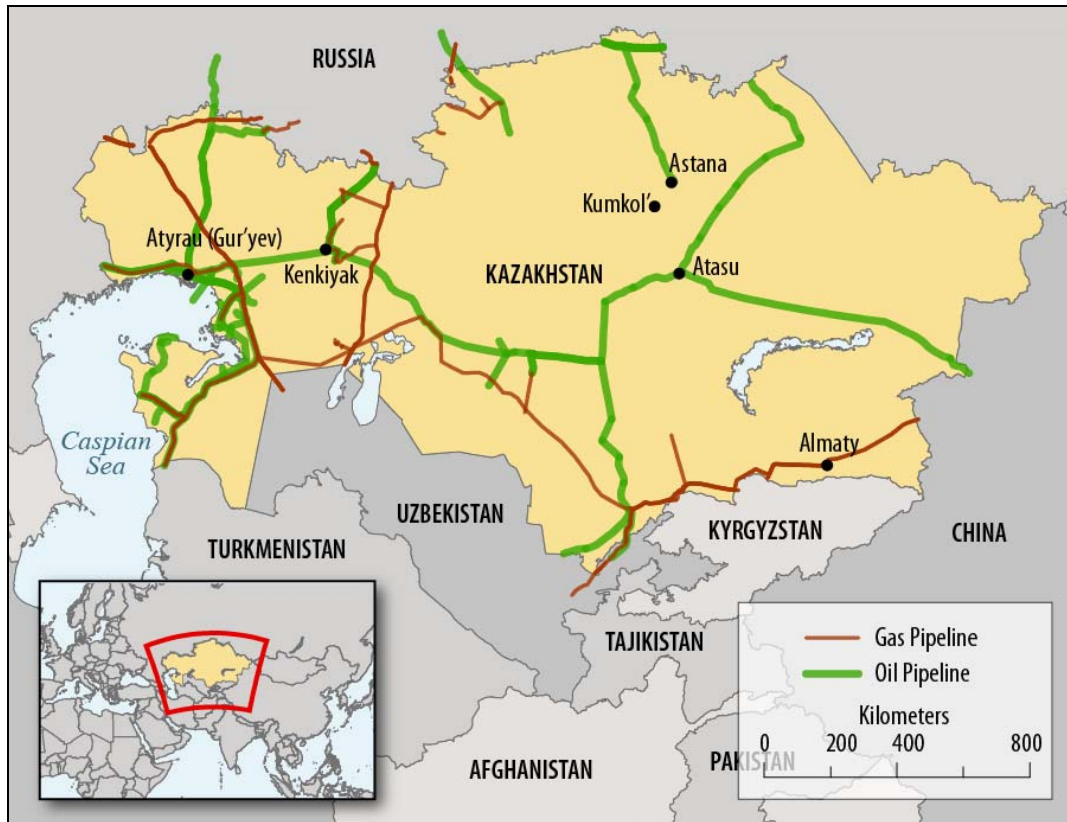 RUSSIA
Astana
Kumkol'
Atyrau (Gur'yev)
Kenkiyak
KAZAKHSTAN
Atasu
Caspian
Sea
Almaty
UZBEKISTAN
KYRGYZSTAN
CHINA
TURKMENISTAN
TAJIKISTAN
Gas Pipeline
Oil Pipeline
Kilometers
0 200 400 800
AFGHANISTAN
PAKISTAN